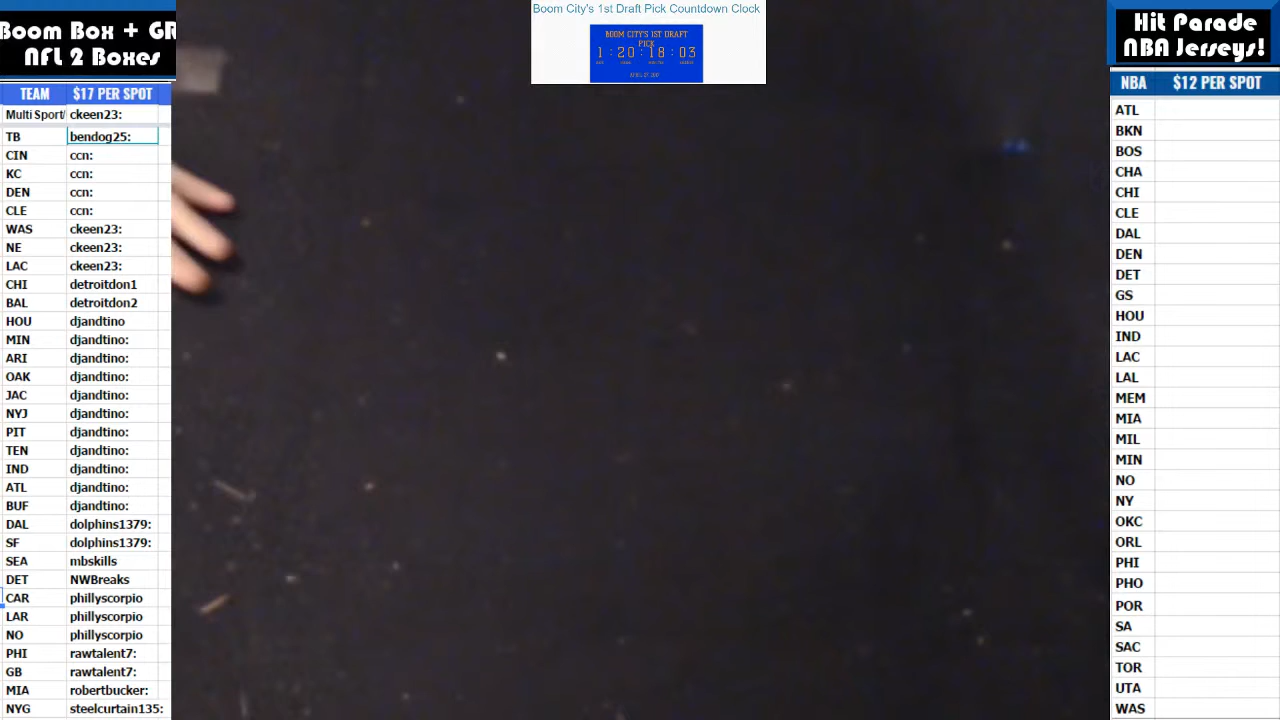 Boom Box + GR
NFL 2 Boxes
TEAM $17 PER SPOT
Multi Sport/ ckeen23:
TB bendog25:
CIN ccn:
KC ccn:
DEN ccn:
CLE ccn:
WAS ckeen23:
NE ckeen23:
LAC ckeen23:
CHI detroitdon1
BAL detroitdon2
HOU djandtino
MIN djandtino:
ARI djandtino:
OAK djandtino:
JAC djandtino:
NYJ djandtino:
PIT djandtino:
TEN djandtino:
IND djandtino:
ATL djandtino:
BUF djandtino:
DAL dolphins1379:
SF dolphins1379:
SEA mbskills
DET NWBreaks
CAR phillyscorpio
LAR phillyscorpio
NO phillyscorpio
PHI rawtalent7:
GB rawtalent7:
MIA robertbucker:
NYG steelcurtain135:
Boom City's 1st Draft Pick Countdown Clock
BOOM CITY'S 1ST DRAFT
PICK
1 : 20 : 18 : 03
Hit Parade
NBA Jerseys!
NBA $12 PER SPOT
ATL
BKN
BOS
CHA
CHI
CLE
DAL
DEN
DET
GS
HOU
IND
LAC
LAL
MEM
MIA
MIL
MIN
NO
NY
OKC
ORL
PHI
PHO
POR
SA
SAC
TOR
UTA
WAS